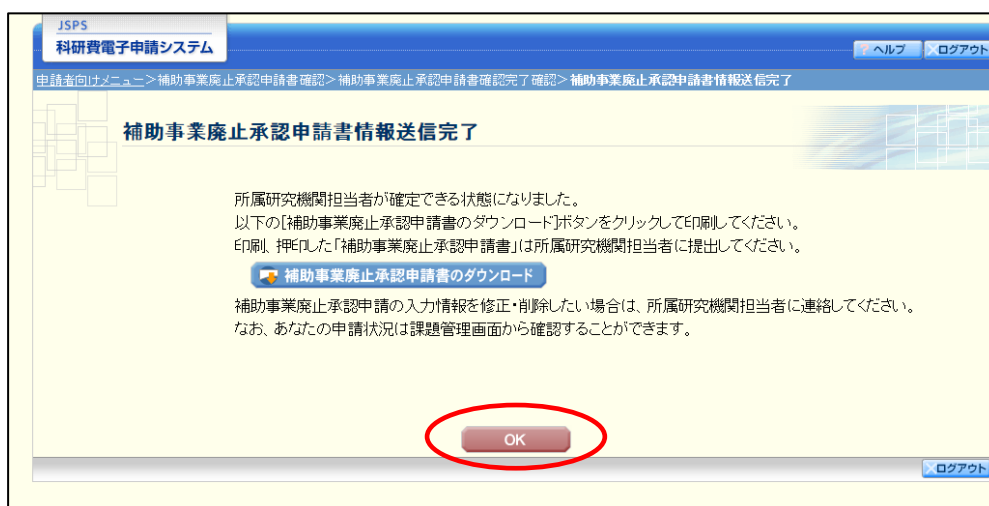 JSPS
科研費電子申請システム
? ヘルプ ログアウト
申請者向けメニュー>補助事業廃止承認申請書確認>補助事業廃止承認申請書確認完了確認>補助事業廃止承認申請書情報送信完了
補助事業廃止承認申請書情報送信完了
所属研究機関担当者が確定できる状態になりました。
以下の[補助事業廃止承認申請書のダウンロード]ボタンをクリックして印刷してください。
印刷、押印した「補助事業廃止承認申請書」は所属研究機関担当者に提出してください。
補助事業廃止承認申請書のダウンロード
補助事業廃止承認申請の入力情報を修正・削除したい場合は、所属研究機関担当者に連絡してください。
なお、あなたの申請状況は課題管理画面から確認することができます。
OK
ログアウト